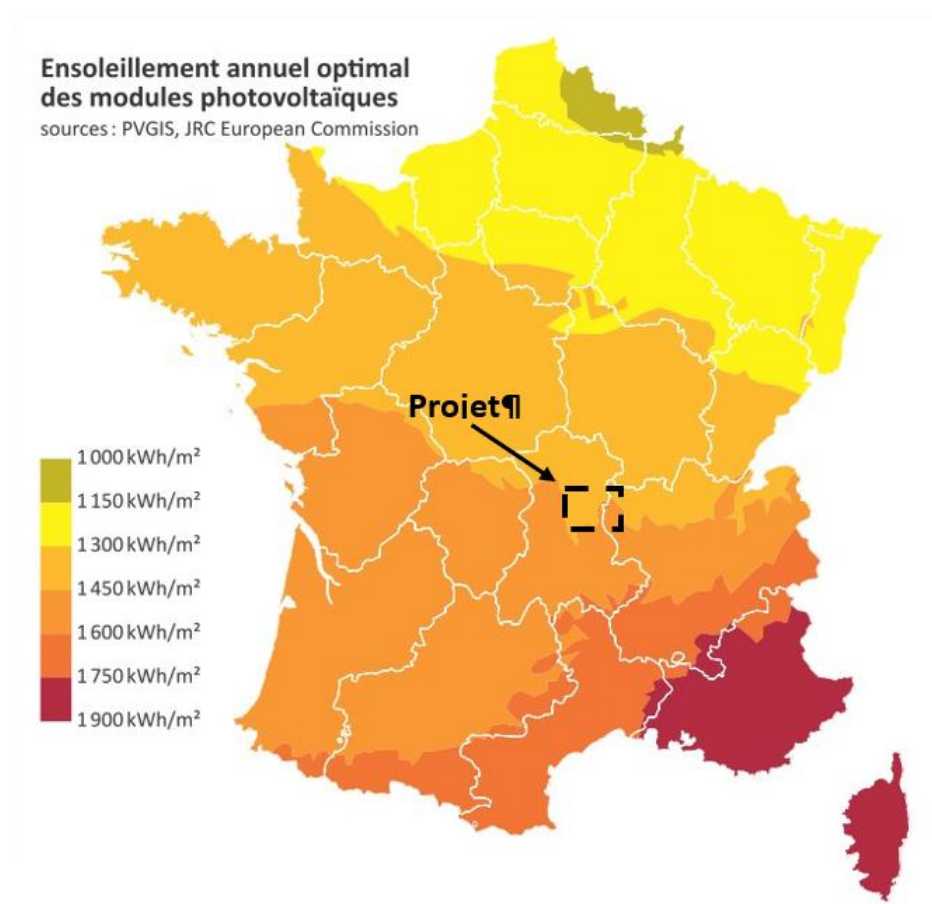 Ensoleillement annuel optimal
des modules photovoltaïques
sources : PVGIS, JRC European Commission
Projet¶
1 000 kWh/m²
1 150 kWh/m²
1 300 kWh/m²
1 450 kWh/m²
1 600 kWh/m²
1 750 kWh/m²
1 900 kWh/m²